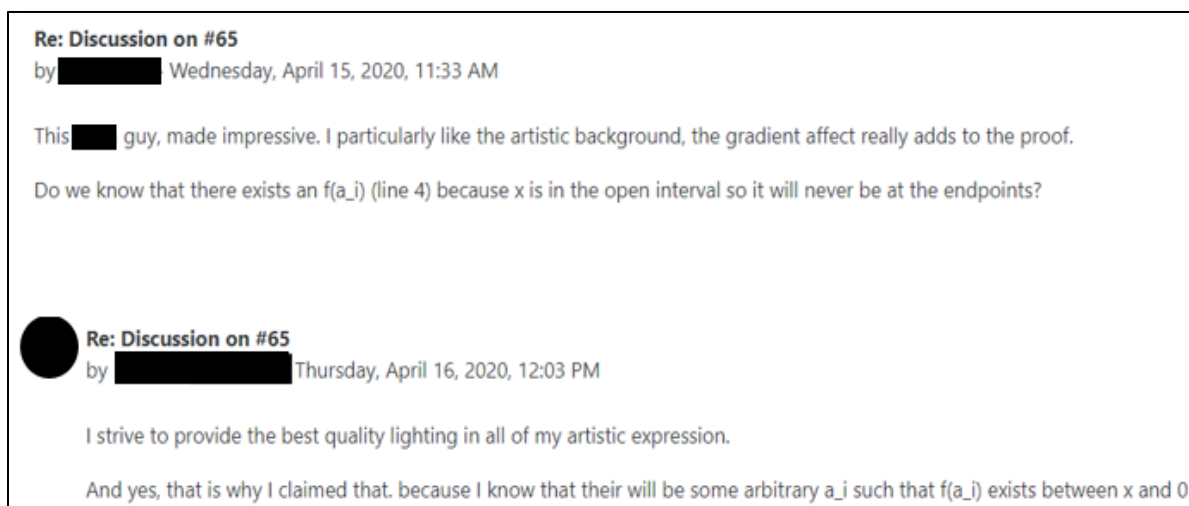 Re: Discussion on #65
by Wednesday, April 15, 2020, 11:33 AM
This guy, made impressive. I particularly like the artistic background, the gradient affect really adds to the proof.
Do we know that there exists an f(a_i) (line 4) because x is in the open interval so it will never be at the endpoints?
Re: Discussion on #65
by Thursday, April 16, 2020, 12:03 PM
I strive to provide the best quality lighting in all of my artistic expression.
And yes, that is why I claimed that. because I know that their will be some arbitrary a_i such that f(a_i) exists between x and 0